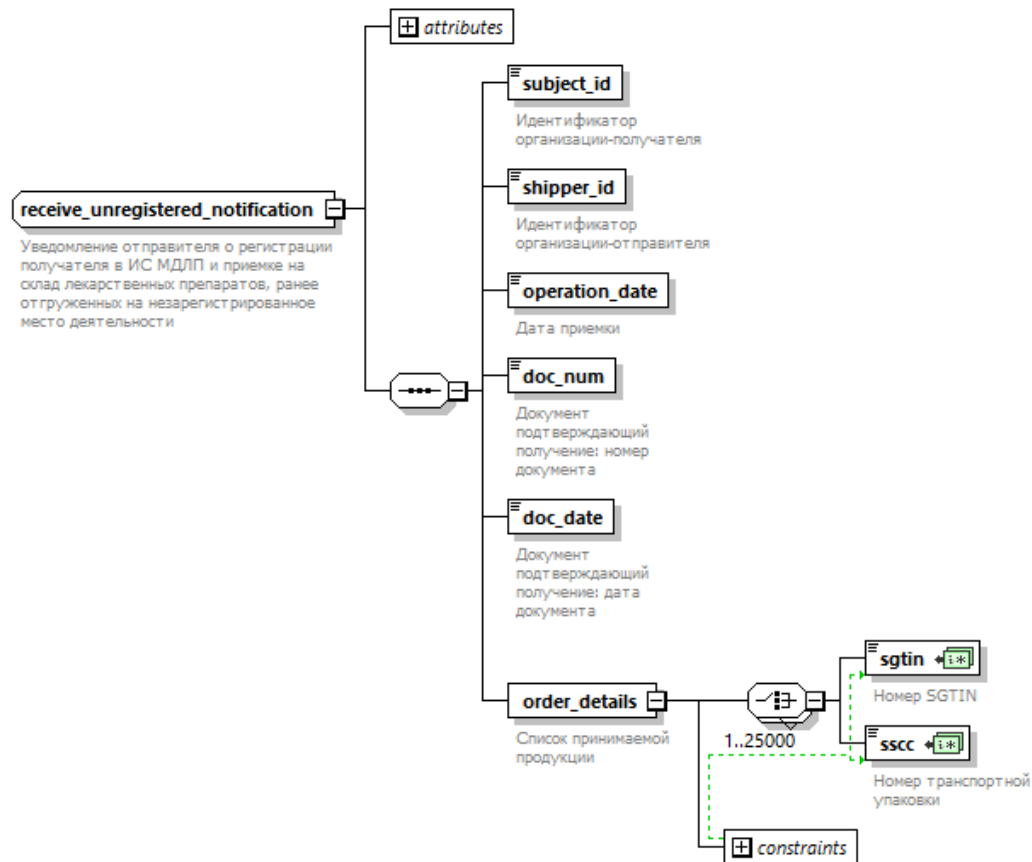 attributes
subject_id
Идентификатор
организации-получателя
shipper_id
Идентификатор
организации-отправителя
receive_unregistered_notification
Уведомление отправителя о регистрации
получателя в ИС МДЛП и приемке на
склад лекарственных препаратов, ранее
отгруженных на незарегистрированное
место деятельности
operation_date
Дата приемки
doc_num
Документ
подтверждающий
получение: номер
документа
doc_date
Документ
подтверждающий
получение: дата
документа
order_details
Список принимаемой
продукции
1..25000
sgtin
Номер SGTIN
sscc
Номер транспортной
упаковки
constraints